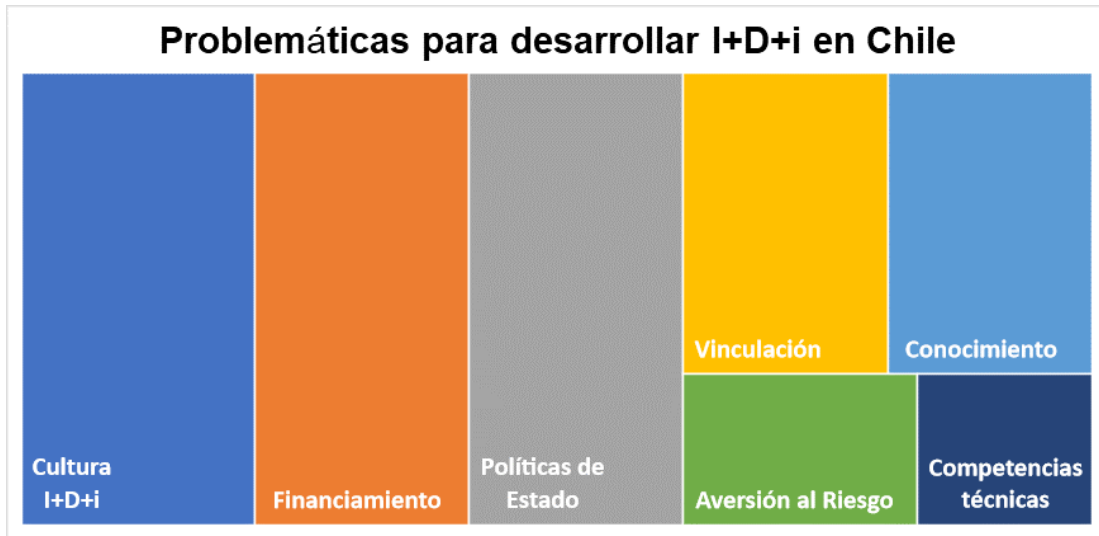 Problemáticas para desarrollar I+D+i en Chile
Cultura
I+D+i
Financiamiento
Políticas de
Estado
Vinculación
Conocimiento
Aversión al Riesgo
Competencias
técnicas